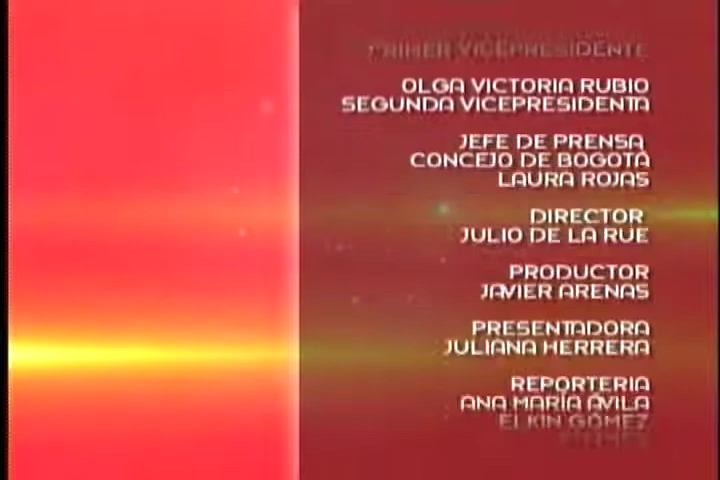 PRIMER VICEPRESIDENTE
OLGA VICTORIA RUBIO
SEGUNDA VICEPRESIDENTA
JEFE DE PRENSA
CONCEJO DE BOGOTA
LAURA ROJAS
DIRECTOR
JULIO DE LA RUE
PRODUCTOR
JAVIER ARENAS
PRESENTADORA
JULIANA HERRERA
REPORTERIA
ANA MARÍA ÁVILA
ELKIN GÓMEZ